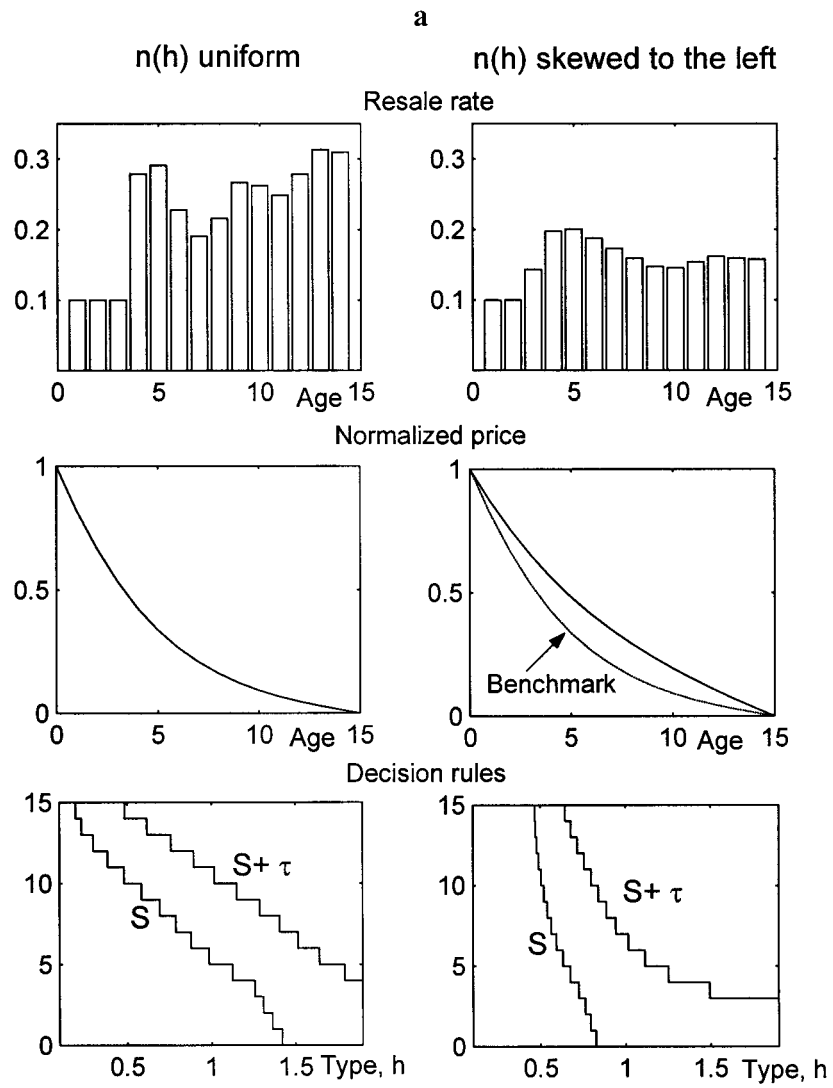 a
n(h) uniform
n(h) skewed to the left
Resale rate
0.3
0.2
0.1
0 5 Age 15
0.3
0.2
0.1
0 5 10 Age 15
Normalized price
1
0.5
0
0 5 10 Age 15
1
0.5
0
Benchmark
0 5 10 Age 15
Decision rules
15
10
5
0
S+ τ
S
0.5 1 1.5 Type, h
15
10
5
0
S+ τ
S
0.5 1 1.5 Type, h